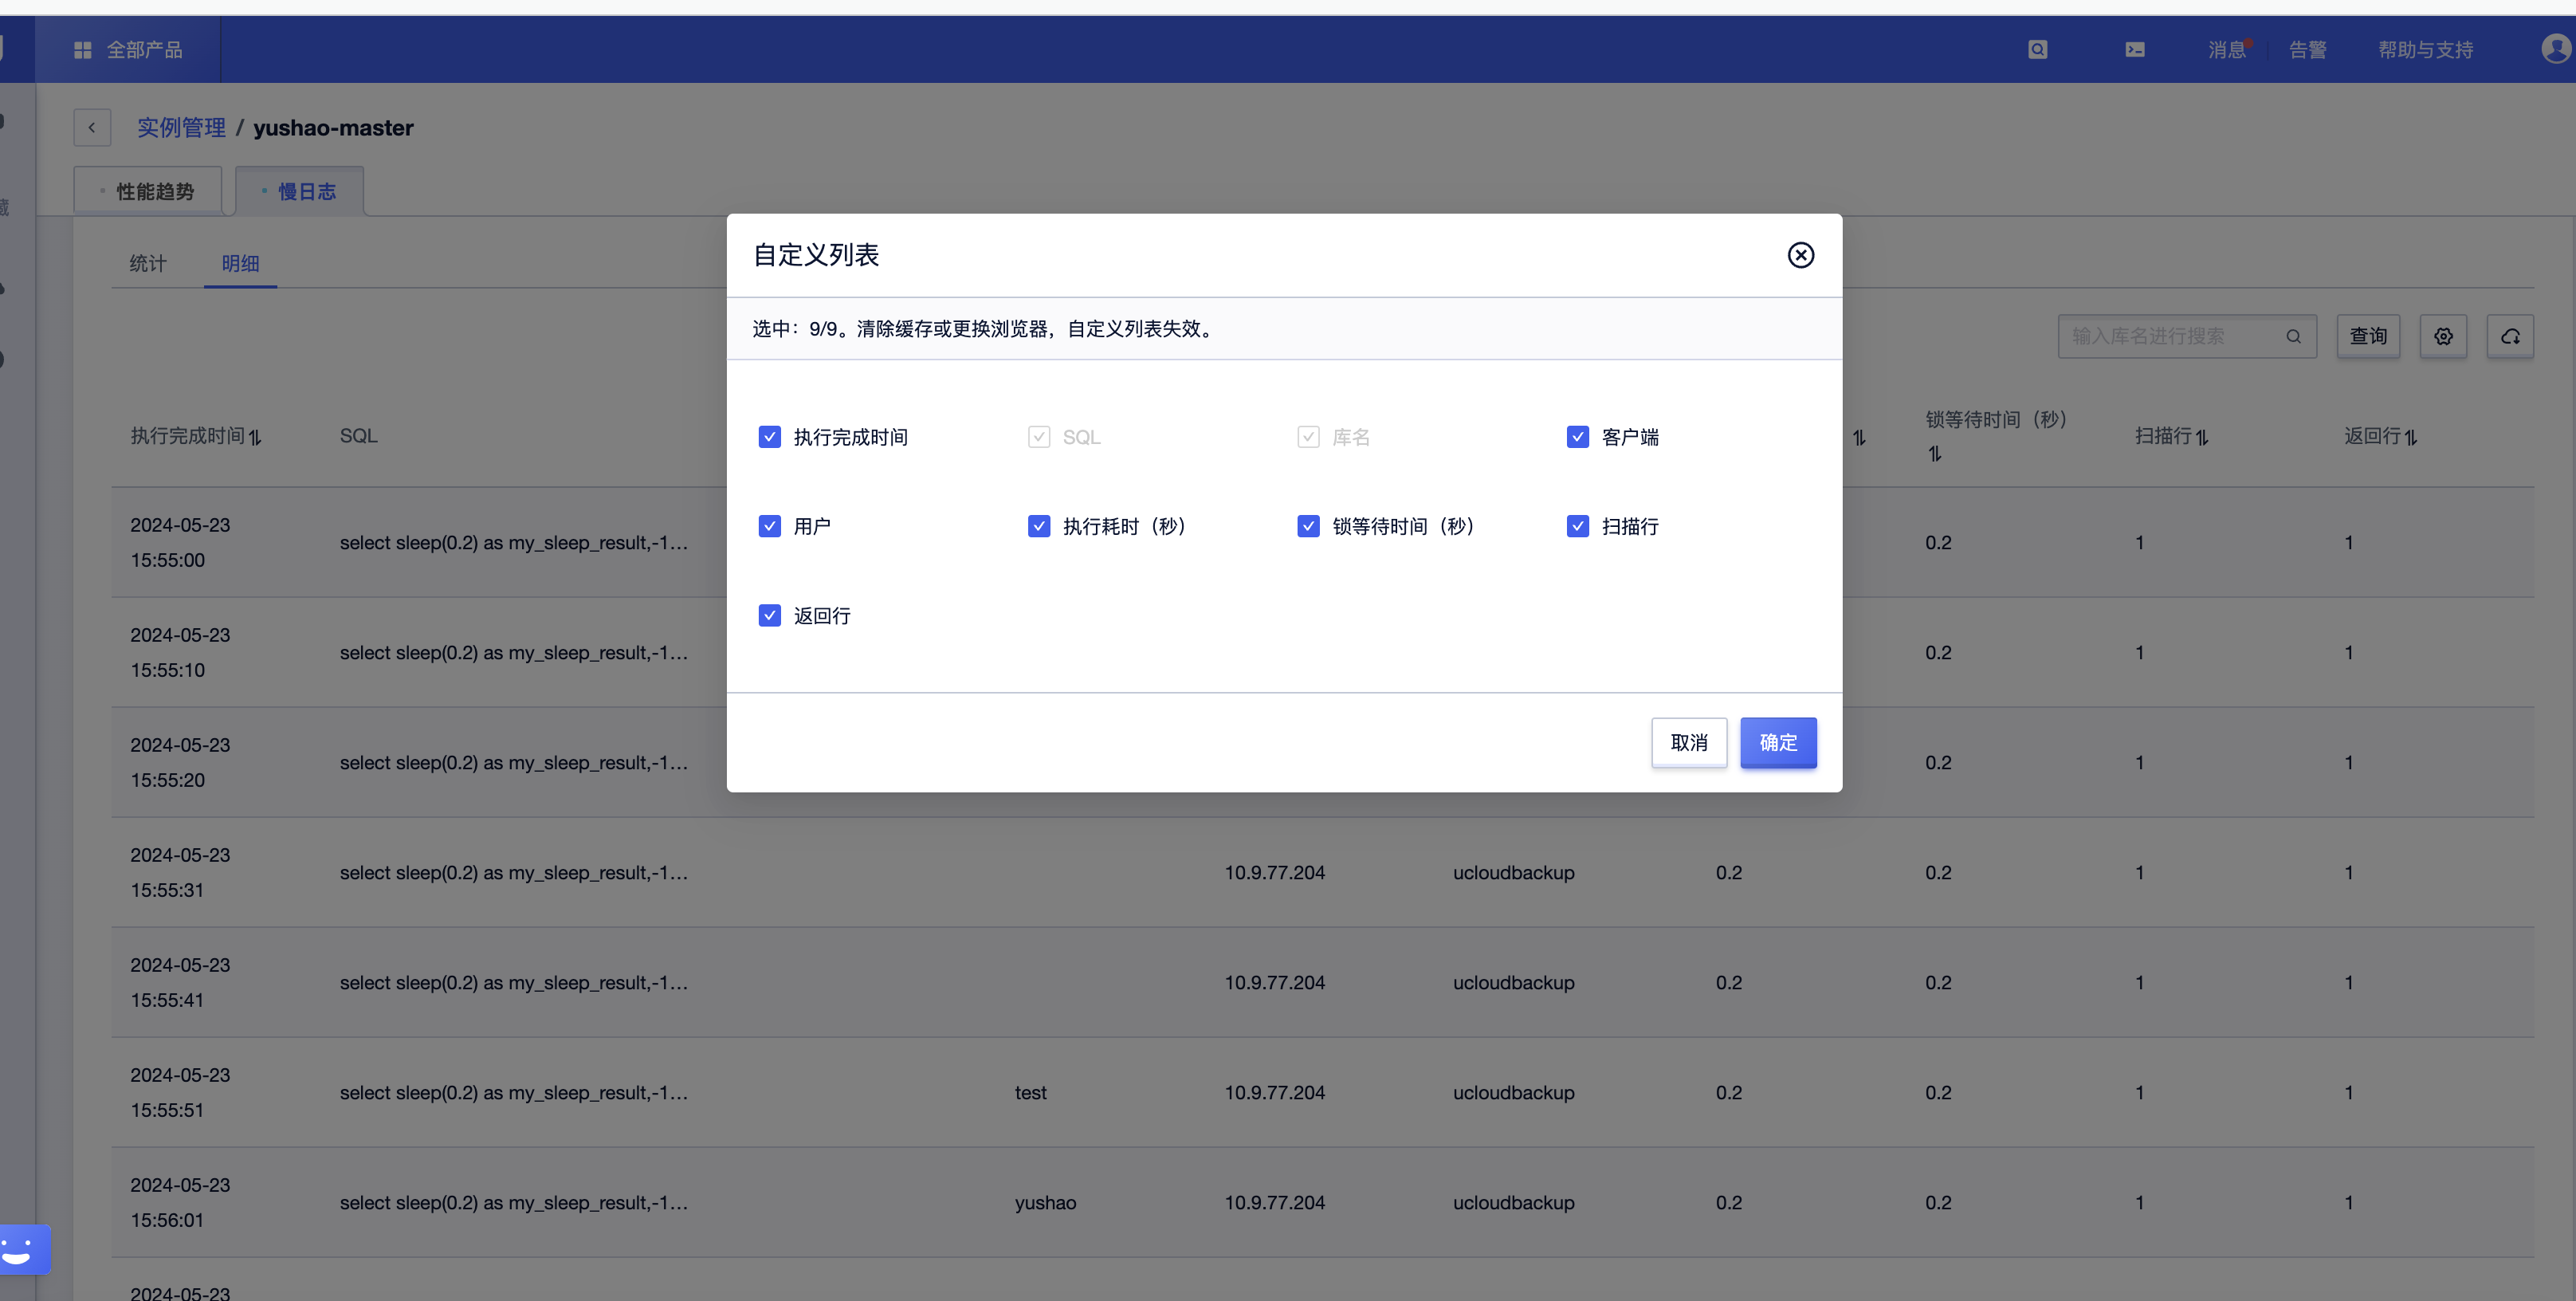 全部产品
消息
告警
帮助与支持
实例管理 / yushao-master
性能趋势
慢日志
藏
统计
明细
自定义列表
选中：9/9。清除缓存或更换浏览器，自定义列表失效。
输入库名进行搜索
查询
执行完成时间
SQL
库名
客户端
用户
执行耗时（秒）
锁等待时间（秒）
扫描行
返回行
取消
确定
执行完成时间
SQL
锁等待时间（秒）
扫描行
返回行
2024-05-23
15:55:00
select sleep(0.2) as my_sleep_result,-1...
0.2
1
1
2024-05-23
15:55:10
select sleep(0.2) as my_sleep_result,-1...
0.2
1
1
2024-05-23
15:55:20
select sleep(0.2) as my_sleep_result,-1...
0.2
1
1
2024-05-23
15:55:31
select sleep(0.2) as my_sleep_result,-1...
10.9.77.204
ucloudbackup
0.2
0.2
1
1
2024-05-23
15:55:41
select sleep(0.2) as my_sleep_result,-1...
10.9.77.204
ucloudbackup
0.2
0.2
1
1
2024-05-23
15:55:51
select sleep(0.2) as my_sleep_result,-1...
test
10.9.77.204
ucloudbackup
0.2
0.2
1
1
2024-05-23
15:56:01
select sleep(0.2) as my_sleep_result,-1...
yushao
10.9.77.204
ucloudbackup
0.2
0.2
1
1
2024-05-23